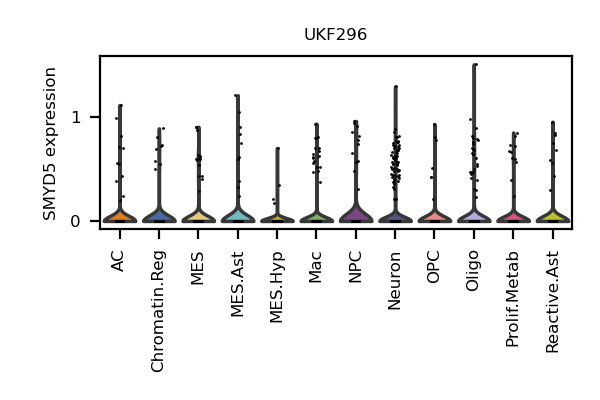 UKF296
SMYD5 expression
1
0
AC
Chromatin.Reg
MES
MES.Ast
MES.Hyp
Mac
NPC
Neuron
OPC
Oligo
Prolif.Metab
Reactive.Ast